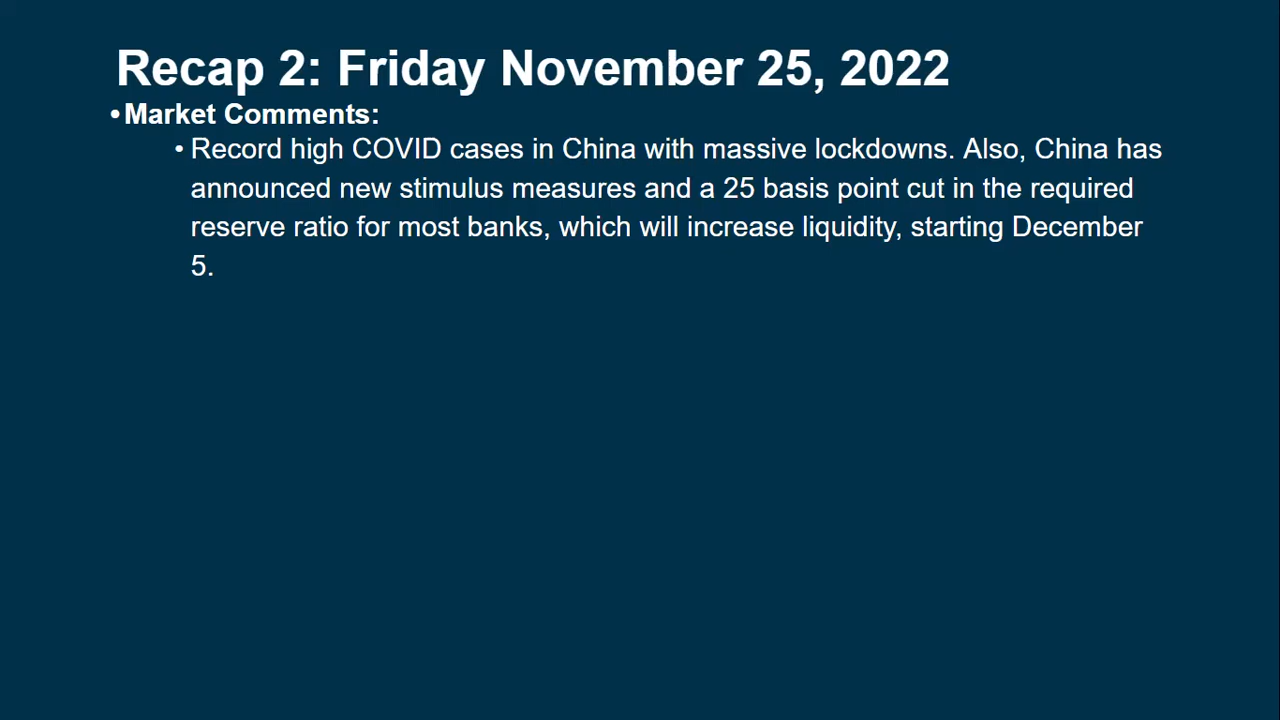 Recap 2: Friday November 25, 2022
•Market Comments:
• Record high COVID cases in China with massive lockdowns. Also, China has
announced new stimulus measures and a 25 basis point cut in the required
reserve ratio for most banks, which will increase liquidity, starting December
5.